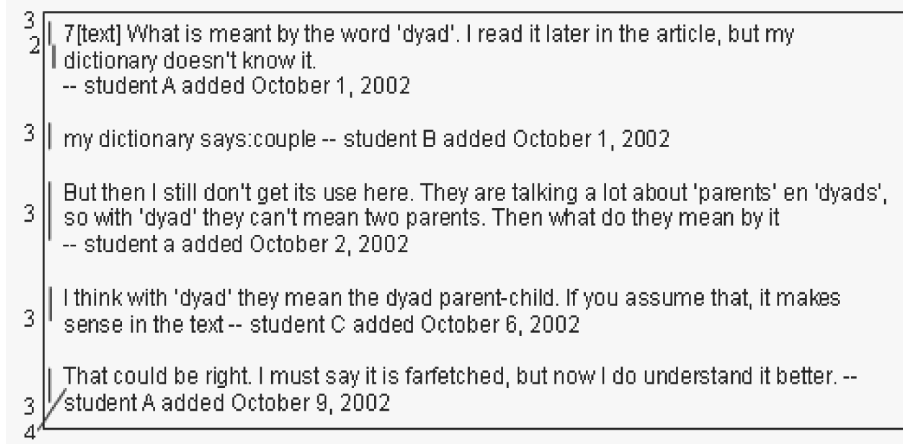 3
2
7[text] What is meant by the word 'dyad'. I read it later in the article, but my
dictionary doesn't know it.
-- student A added October 1, 2002
3
my dictionary says:couple -- student B added October 1, 2002
3
But then I still don't get its use here. They are talking a lot about 'parents' en 'dyads',
so with 'dyad' they can't mean two parents. Then what do they mean by it
-- student a added October 2, 2002
3
I think with 'dyad' they mean the dyad parent-child. If you assume that, it makes
sense in the text -- student C added October 6, 2002
3
That could be right. I must say it is farfetched, but now I do understand it better. --
student A added October 9, 2002
3
4